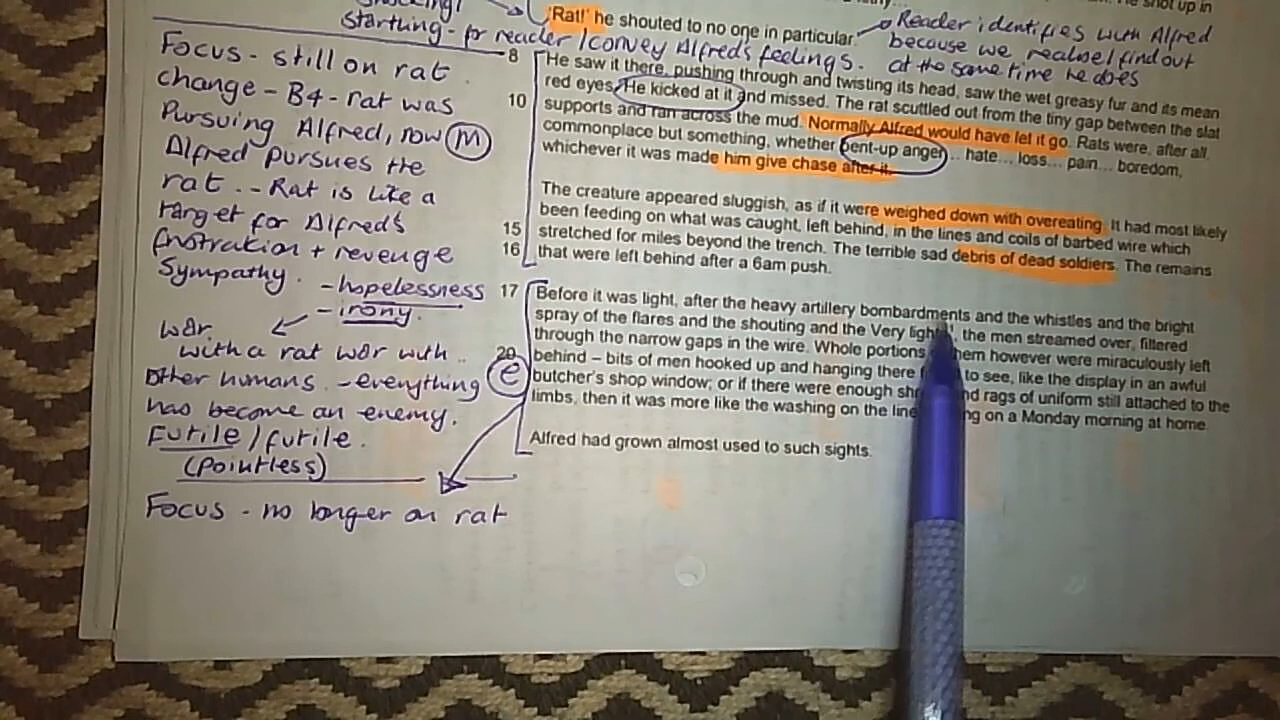 He shot up in
'Rat!' he shouted to no one in particular.
startling - for reader / convey Alfred's feelings.
Reader identifies with Alfred
because we realise / find out
at the same time he does
8
He saw it there, pushing through and twisting its head, saw the wet greasy fur and its mean
red eyes. He kicked at it and missed. The rat scuttled out from the tiny gap between the slat
10
supports and ran across the mud. Normally Alfred would have let it go. Rats were, after all,
commonplace but something, whether pent-up anger... hate... loss... pain... boredom,
whichever it was made him give chase after it.
The creature appeared sluggish, as if it were weighed down with overeating. It had most likely
15
been feeding on what was caught, left behind, in the lines and coils of barbed wire which
16
stretched for miles beyond the trench. The terrible sad debris of dead soldiers. The remains
that were left behind after a 6am push.
17
Before it was light, after the heavy artillery bombardments and the whistles and the bright
spray of the flares and the shouting and the Very the men streamed over, filtered
through the narrow gaps in the wire. Whole portions however were miraculously left
20
behind – bits of men hooked up and hanging there to see, like the display in an awful
butcher's shop window; or if there were enough rags of uniform still attached to the
limbs, then it was more like the washing on the line on a Monday morning at home.
Alfred had grown almost used to such sights.
Focus - still on rat
change - B4 - rat was
Pursuing Alfred, now M
Alfred pursues the
rat. - Rat is like a
target for Alfred's
frustration + revenge
Sympathy. - hopelessness
- irony.
war
with a rat war with ..
other humans. - everything e
has become an enemy.
Futile / futile.
(pointless)
Focus - no longer on rat